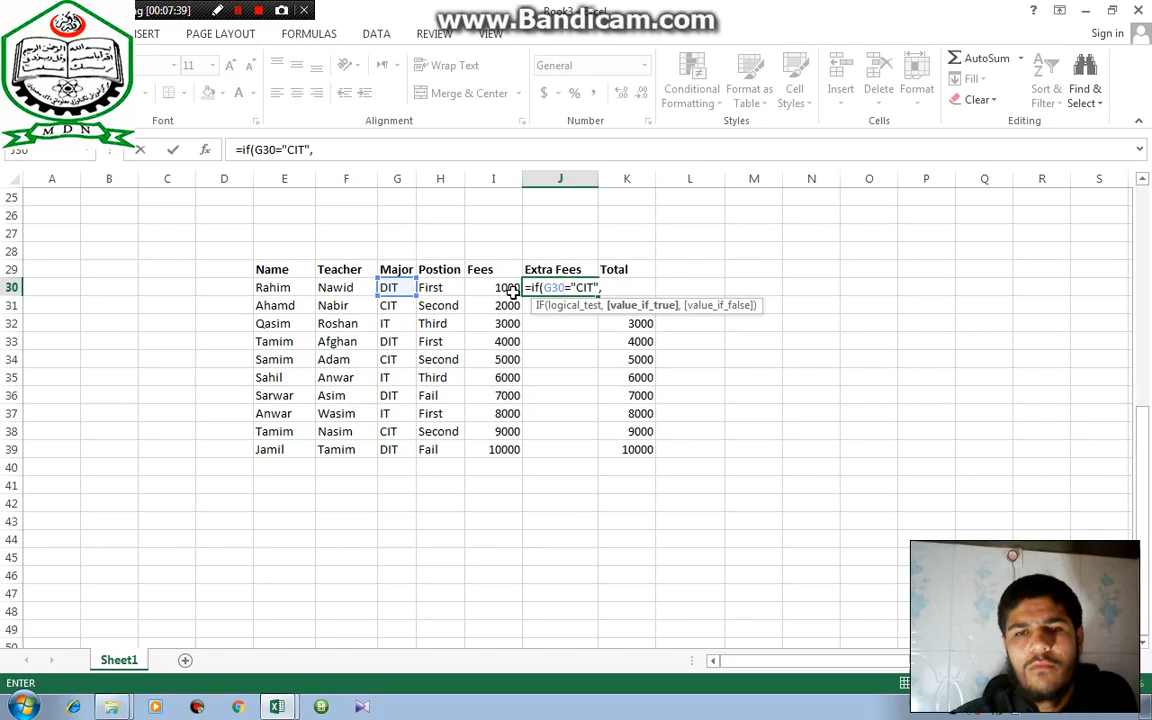 ng [00:07:39]
www.Bandicam.com
Book3 - Excel
Sign in
INSERT PAGE LAYOUT FORMULAS DATA REVIEW VIEW
11 A A Wrap Text General AutoSum
Merge & Center $ % , Conditional Formatting Format as Table Cell Styles Insert Delete Format Fill Clear Sort & Filter Find & Select
Font Alignment Number Styles Cells Editing
M D N
J30 fx =if(G30="CIT",
A B C D E F G H I J K L M N O P Q R S
25
26
27
28
29 Name Teacher Major Postion Fees Extra Fees Total
30 Rahim Nawid DIT First 1000 =if(G30="CIT",
IF(logical_test, [value_if_true], [value_if_false])
31 Ahamd Nabir CIT Second 2000
32 Qasim Roshan IT Third 3000 3000
33 Tamim Afghan DIT First 4000 4000
34 Samim Adam CIT Second 5000 5000
35 Sahil Anwar IT Third 6000 6000
36 Sarwar Asim DIT Fail 7000 7000
37 Anwar Wasim IT First 8000 8000
38 Tamim Nasim CIT Second 9000 9000
39 Jamil Tamim DIT Fail 10000 10000
40
41
42
43
44
45
46
47
48
49
Sheet1
ENTER